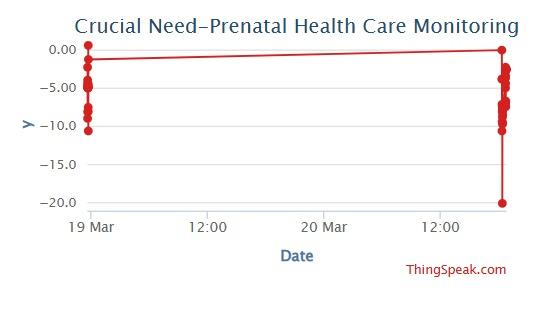 Crucial Need-Prenatal Health Care Monitoring
0.00
-5.00
-10.0
-15.0
-20.0
y
19 Mar
12:00
20 Mar
12:00
Date
ThingSpeak.com